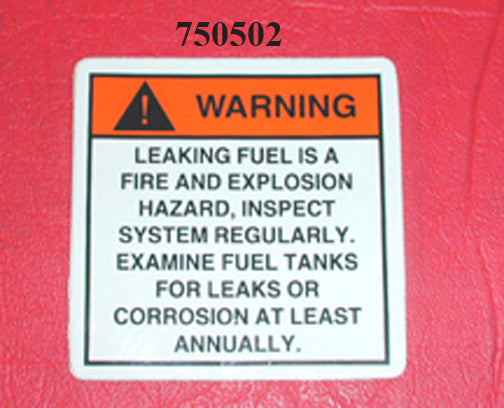 750502
WARNING
LEAKING FUEL IS A
FIRE AND EXPLOSION
HAZARD, INSPECT
SYSTEM REGULARLY.
EXAMINE FUEL TANKS
FOR LEAKS OR
CORROSION AT LEAST
ANNUALLY.